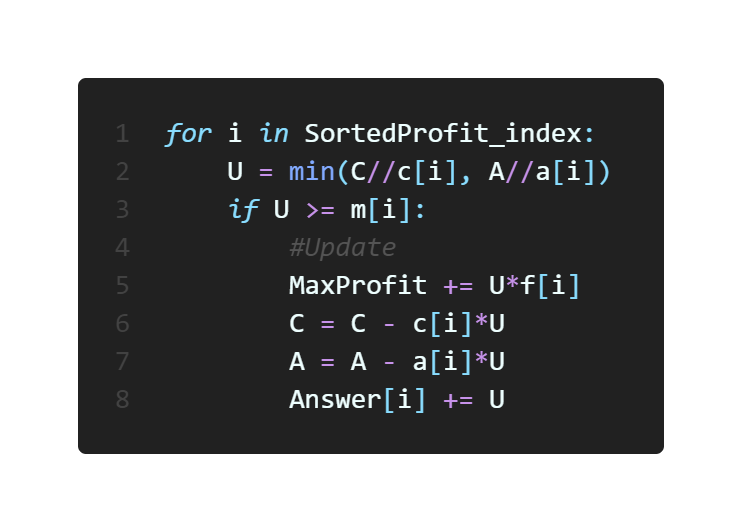 1 for i in SortedProfit_index:
2     U = min(C//c[i], A//a[i])
3     if U >= m[i]:
4         #Update
5         MaxProfit += U*f[i]
6         C = C - c[i]*U
7         A = A - a[i]*U
8         Answer[i] += U